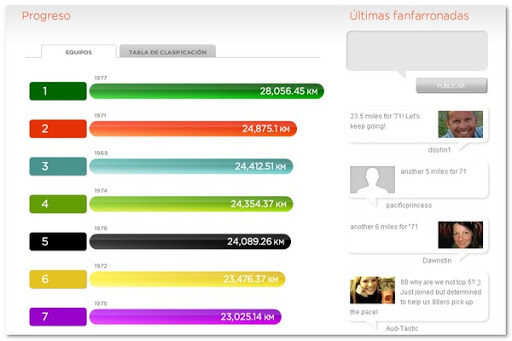 Progreso
EQUIPOS
TABLA DE CLASIFICACIÓN
1
1977
28,056.45 KM
2
1971
24,875.1 KM
3
1969
24,412.51 KM
4
1974
24,354.37 KM
5
1978
24,089.26 KM
6
1972
23,476.37 KM
7
1975
23,025.14 KM
Últimas fanfarronadas
PUBLICAR
23.5 miles for '71! Let's
keep going!
dojohn1
another 5 miles for 71
pacificprincess
another 6 miles for "71
Dawnstin
88 why are we not top 5? ;)
Just joined but determined
to help us 88ers pick up
the pace!
Aud-Tastic